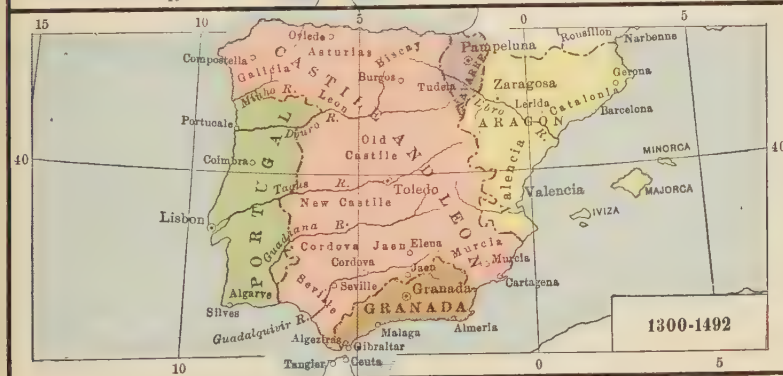 15
10
5
0
5
Oviedo
Asturias
Compostella
Galicia
Biscay
Pampeluna
Rousillon
Narbonne
Burgos
NAVARRE
Tudela
Gerona
Zaragosa
Minho R.
Leon
Ebro R.
Lerida
Catalonia
ARAGON
Barcelona
Portucale
Douro R.
CASTILE AND LEON
Old
Castile
40
40
Coimbra
MINORCA
PORTUGAL
Tagus R.
Toledo
Valencia
Valencia
MAJORCA
New Castile
IVIZA
Lisbon
Guadiana R.
Cordova
Jaen
Elena
Murcia
Murcia
Cordova
Jaen
Cartagena
Seville
Seville
Granada
Algarve
GRANADA
Silves
Guadalquivir R.
Malaga
Almeria
Algeziras
Gibraltar
Tangier
Ceuta
1300-1492
10
5
0
5